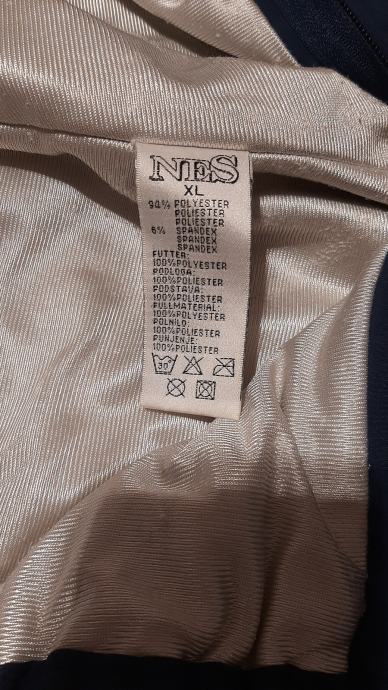 NES
XL
94% POLYESTER
POLIESTER
POLIESTER
6% SPANDEX
SPANDEX
SPANDEX
FUTTER:
100%POLYESTER
PODLOGA:
100%POLIESTER
PODSTAVA:
100%POLIESTER
FULLMATERIAL:
100%POLYESTER
POLNILO:
100%POLIESTER
PUNJENJE:
100%POLIESTER
30°